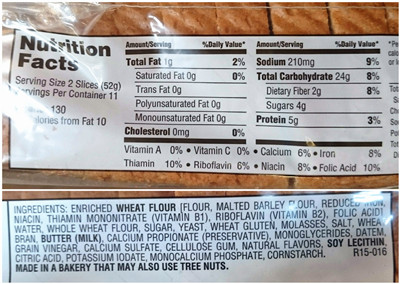 Nutrition
Facts
Serving Size 2 Slices (52g)
Servings Per Container 11
130
Calories from Fat 10
Amount/Serving %Daily Value*
Total Fat 1g 2%
Saturated Fat 0g 0%
Trans Fat 0g
Polyunsaturated Fat 0g
Monounsaturated Fat 0g
Cholesterol 0mg 0%
Amount/Serving %Daily Value*
Sodium 210mg 9%
Total Carbohydrate 24g 8%
Dietary Fiber 2g 8%
Sugars 4g
Protein 5g 3%
Vitamin A 0% • Vitamin C 0% • Calcium 6% • Iron 8%
Thiamin 10% • Riboflavin 6% • Niacin 8% • Folic Acid 10%
INGREDIENTS: ENRICHED WHEAT FLOUR (FLOUR, MALTED BARLEY FLOUR, REDUCED IRON,
NIACIN, THIAMIN MONONITRATE (VITAMIN B1), RIBOFLAVIN (VITAMIN B2), FOLIC ACID)
WATER, WHOLE WHEAT FLOUR, SUGAR, YEAST, WHEAT GLUTEN, MOLASSES, SALT, WHEAT
BRAN, BUTTER (MILK), CALCIUM PROPIONATE (PRESERVATIVE), MONOGLYCERIDES, DATEM,
GRAIN VINEGAR, CALCIUM SULFATE, CELLULOSE GUM, NATURAL FLAVORS, SOY LECITHIN,
CITRIC ACID, POTASSIUM IODATE, MONOCALCIUM PHOSPHATE, CORNSTARCH. R15-016
MADE IN A BAKERY THAT MAY ALSO USE TREE NUTS.